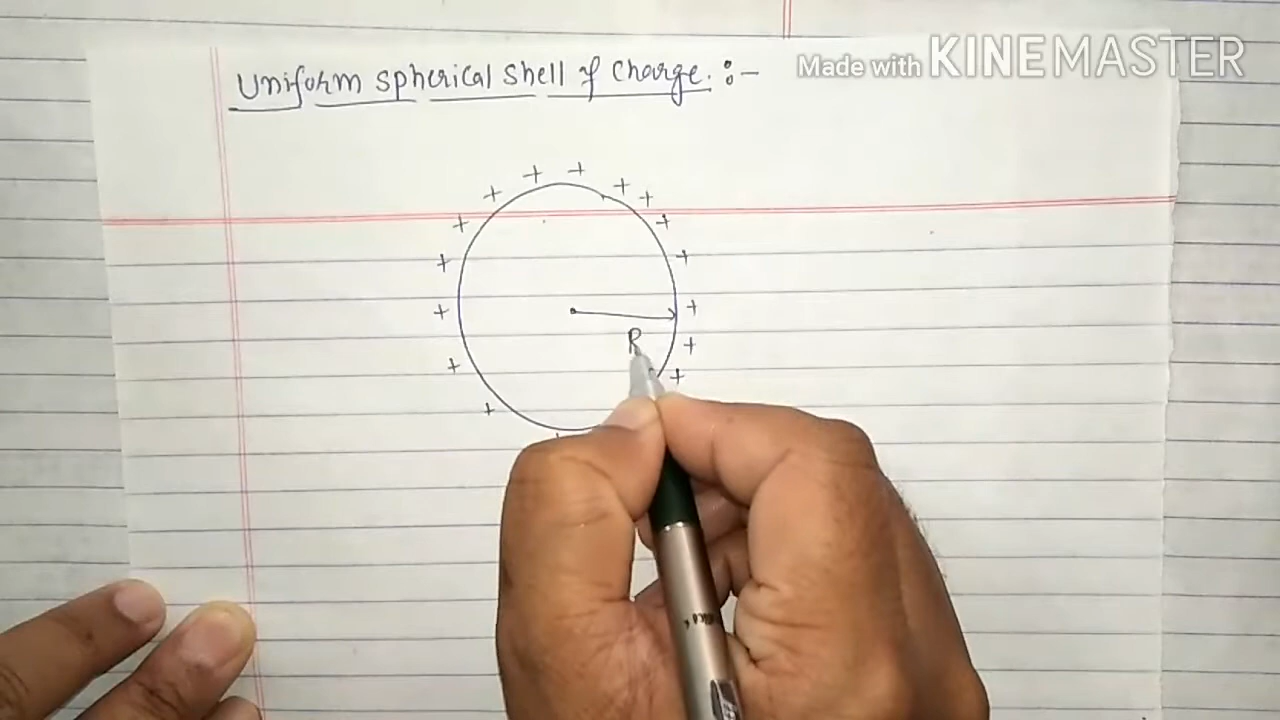 Uniform Spherical Shell of Charge :-
Made with KINEMASTER
+ +
+ + +
+ +
+ +
+ +
+ R +
+ +
+